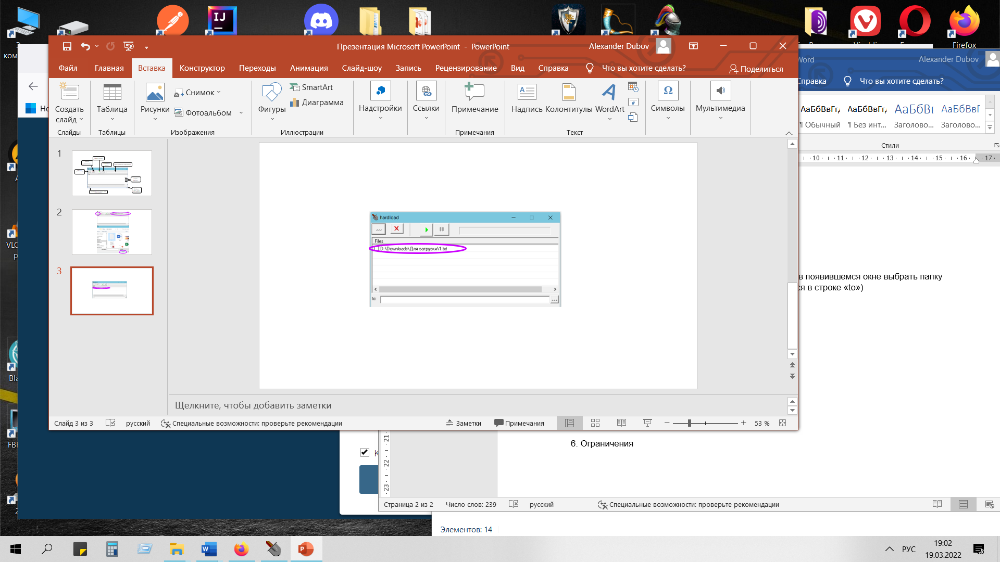 Firefox
Презентация Microsoft PowerPoint - PowerPoint
Alexander Dubov
Файл Главная Вставка Конструктор Переходы Анимация Слайд-шоу Запись Рецензирование Вид Справка Что вы хотите сделать? Поделиться
Создать слайд
Таблица
Рисунки
Снимок
Фотоальбом
Фигуры
SmartArt
Диаграмма
Надстройки
Ссылки
Примечание
Надпись
Колонтитулы
WordArt
Символы
Мультимедиа
Слайды Таблицы Изображения Иллюстрации Примечания Текст
Word
Alexander Dubov
Справка Что вы хотите сделать?
АаБбВвГг, АаБбВвГг, АаБбВ АаБбВвГ
¶ Обычный ¶ Без инт... Заголово... Заголово...
Стили
10 11 12 13 14 15 16 17
1
2
3
hardload
...
Files
D:\Downloads\Для загрузки\1.txt
to:
...
в появившемся окне выбрать папку
ся в строке «to»)
Щелкните, чтобы добавить заметки
Слайд 3 из 3 русский Специальные возможности: проверьте рекомендации Заметки Примечания 53 %
VLC
21
22
23
6. Ограничения
Страница 2 из 2 Число слов: 239 русский Специальные возможности: проверьте рекомендации
Элементов: 14
РУС
19:02
19.03.2022